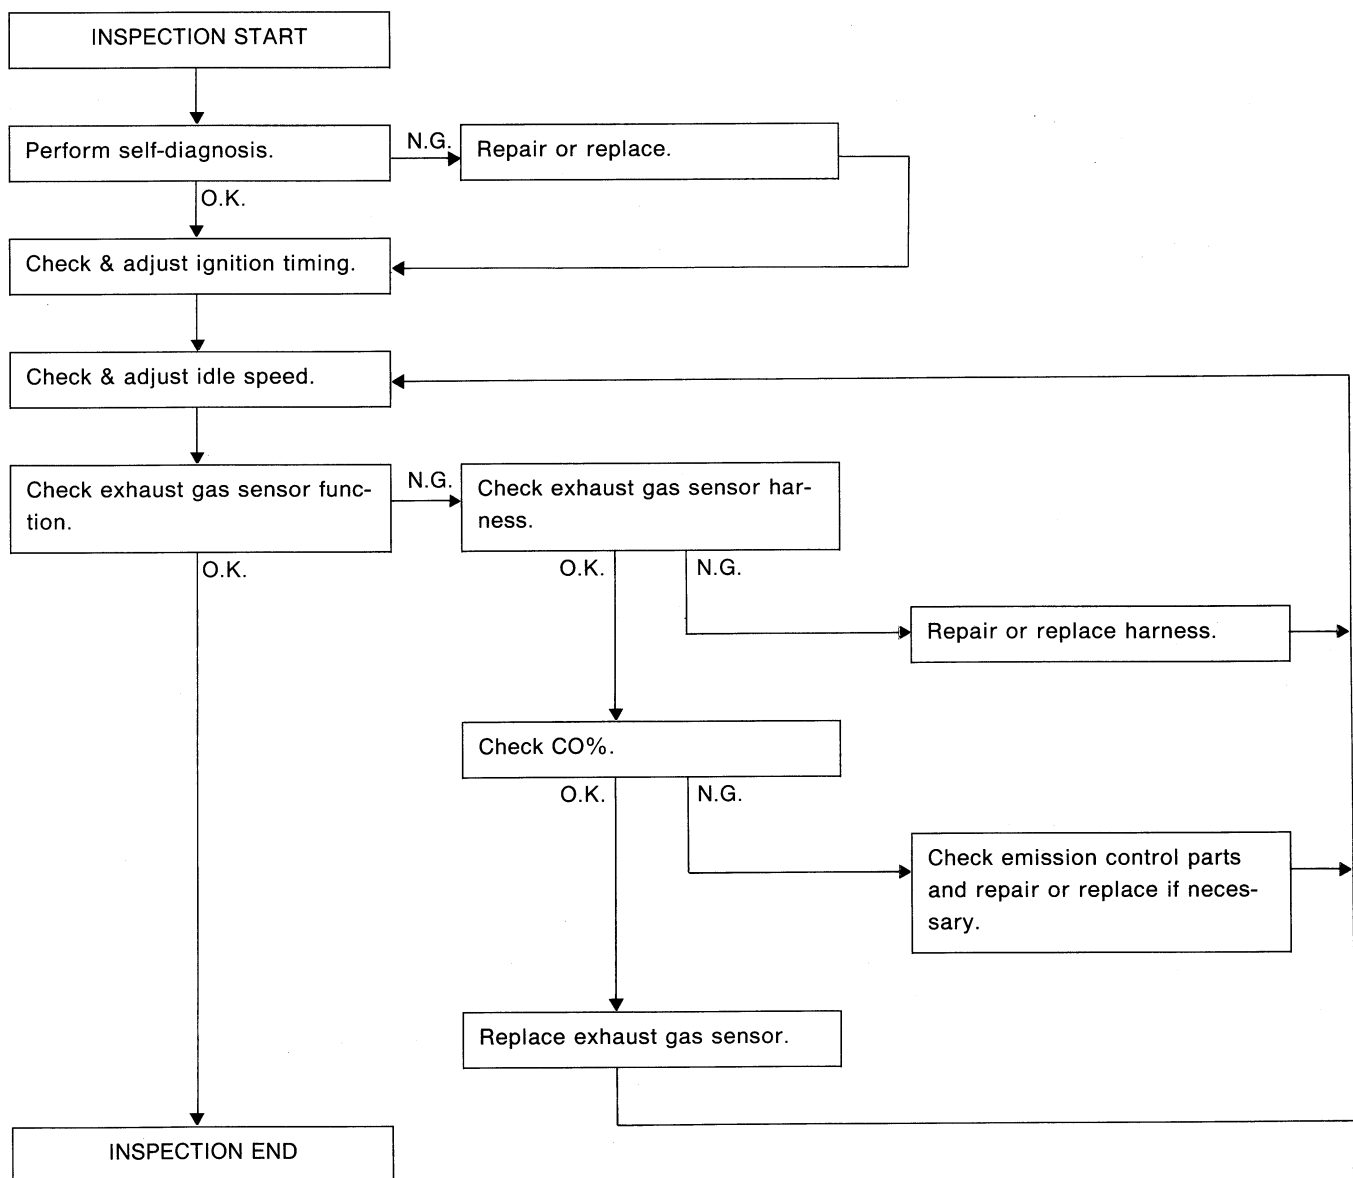 INSPECTION START
Perform self-diagnosis.
N.G.
Repair or replace.
O.K.
Check & adjust ignition timing.
Check & adjust idle speed.
Check exhaust gas sensor func-
tion.
N.G.
Check exhaust gas sensor har-
ness.
O.K.
O.K.
N.G.
Repair or replace harness.
Check CO%.
O.K.
N.G.
Check emission control parts
and repair or replace if neces-
sary.
Replace exhaust gas sensor.
INSPECTION END